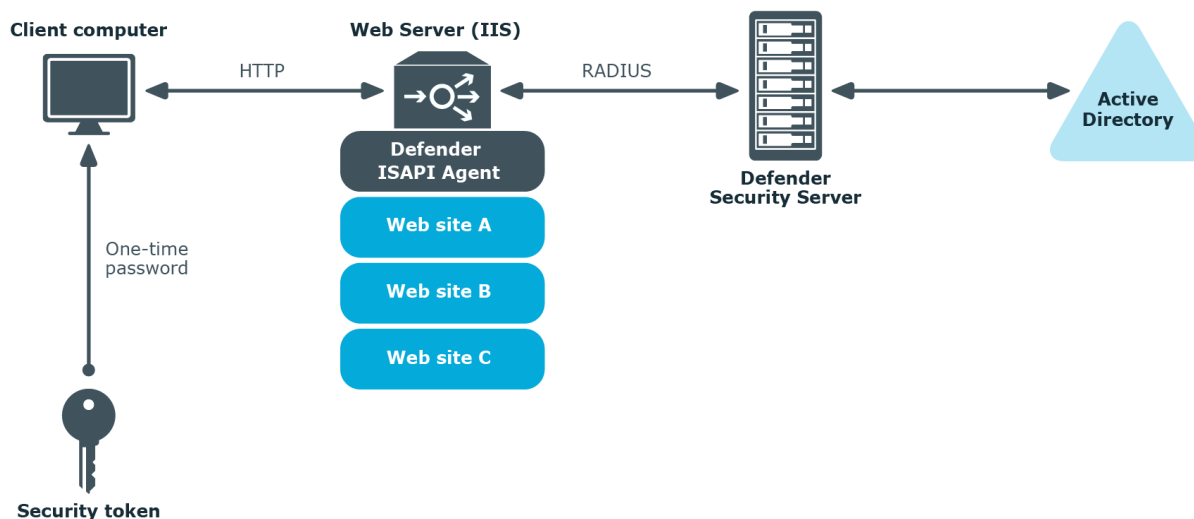 Client computer
Web Server (IIS)
HTTP
RADIUS
Active
Directory
Defender
ISAPI Agent
Defender
Security Server
Web site A
One-time
password
Web site B
Web site C
Security token